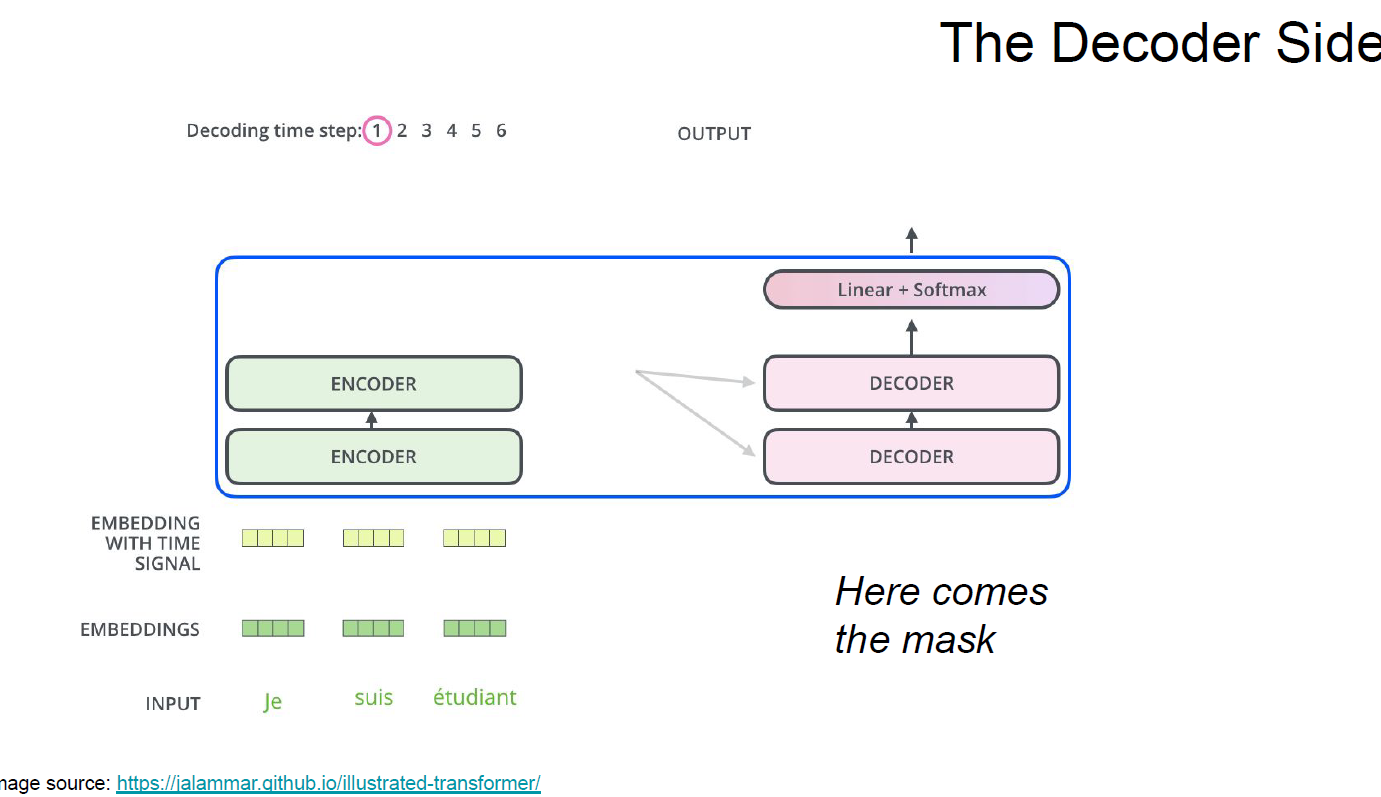 The Decoder Side
Decoding time step: 1 2 3 4 5 6
OUTPUT
Linear + Softmax
ENCODER
DECODER
ENCODER
DECODER
EMBEDDING
WITH TIME
SIGNAL
EMBEDDINGS
Here comes
the mask
INPUT
Je
suis
étudiant
mage source: https://jalammar.github.io/illustrated-transformer/